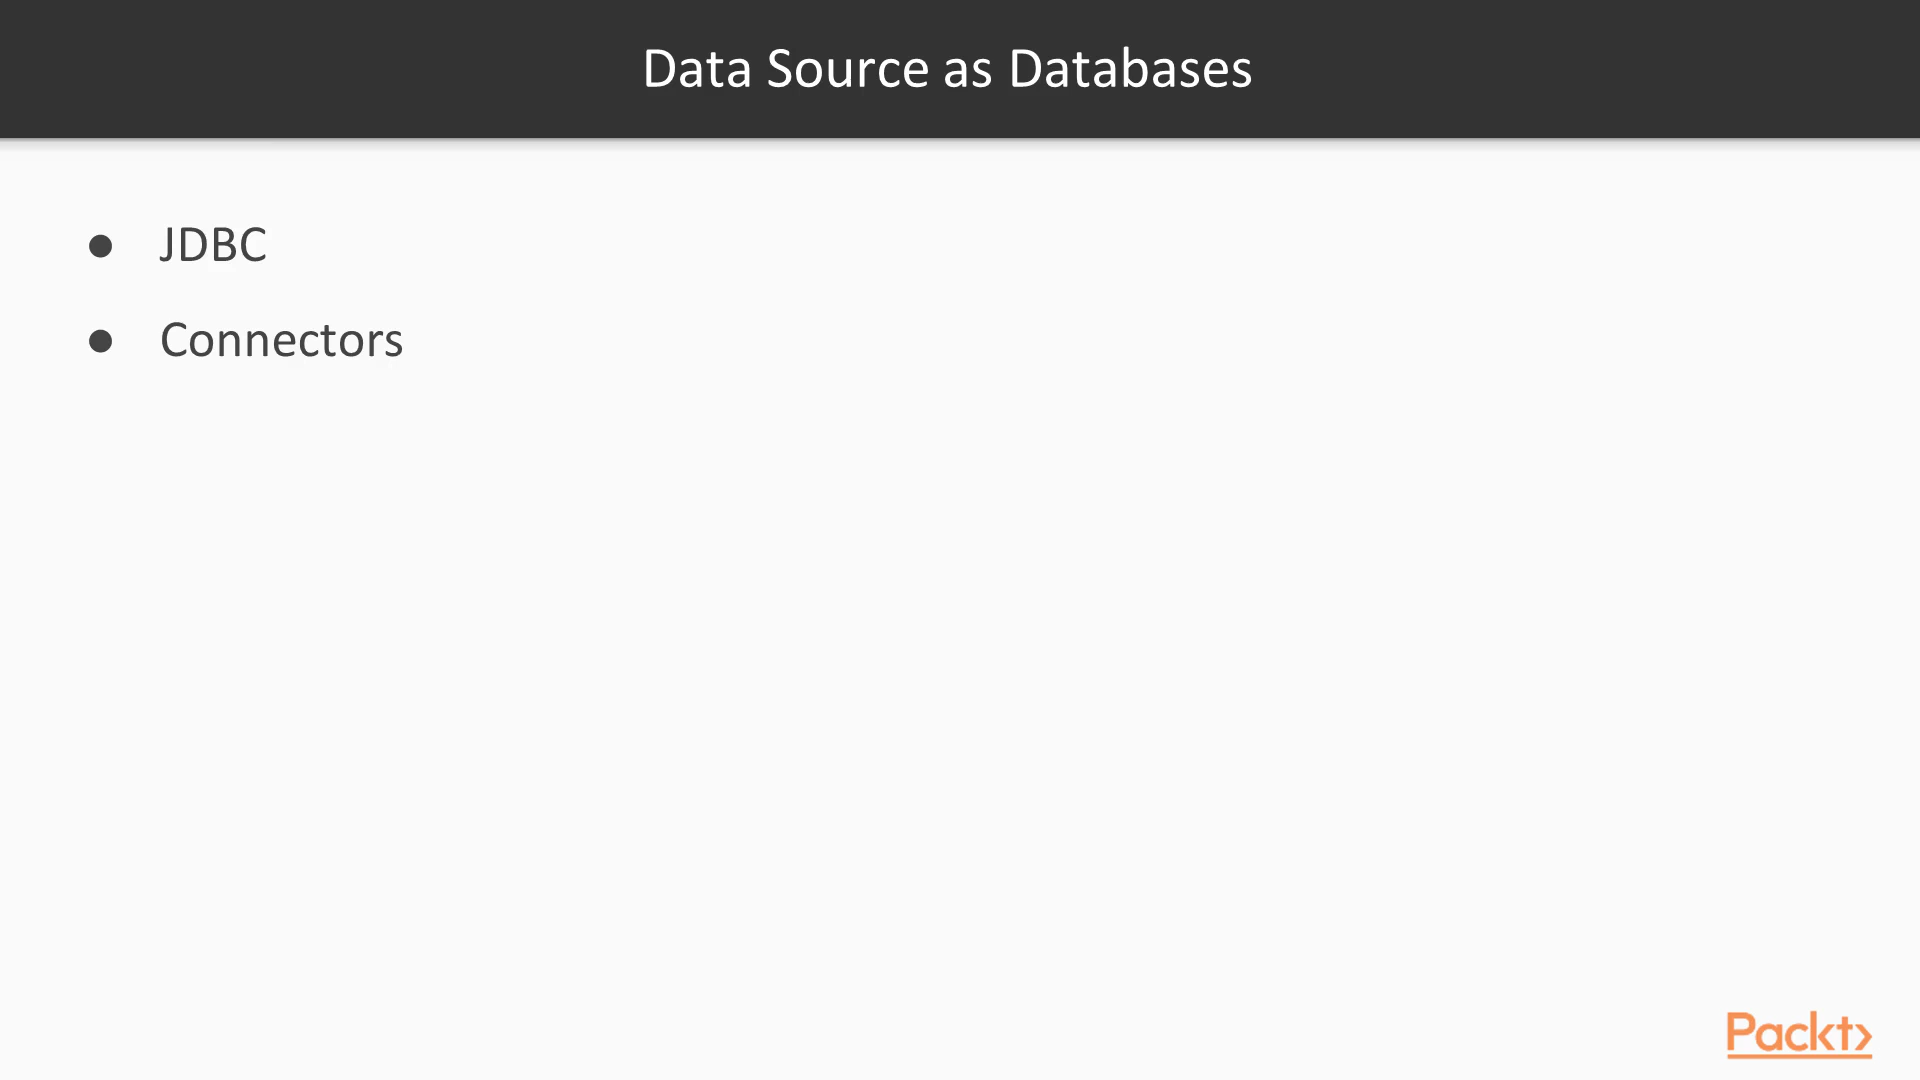 Data Source as Databases
● JDBC
● Connectors
Packt>